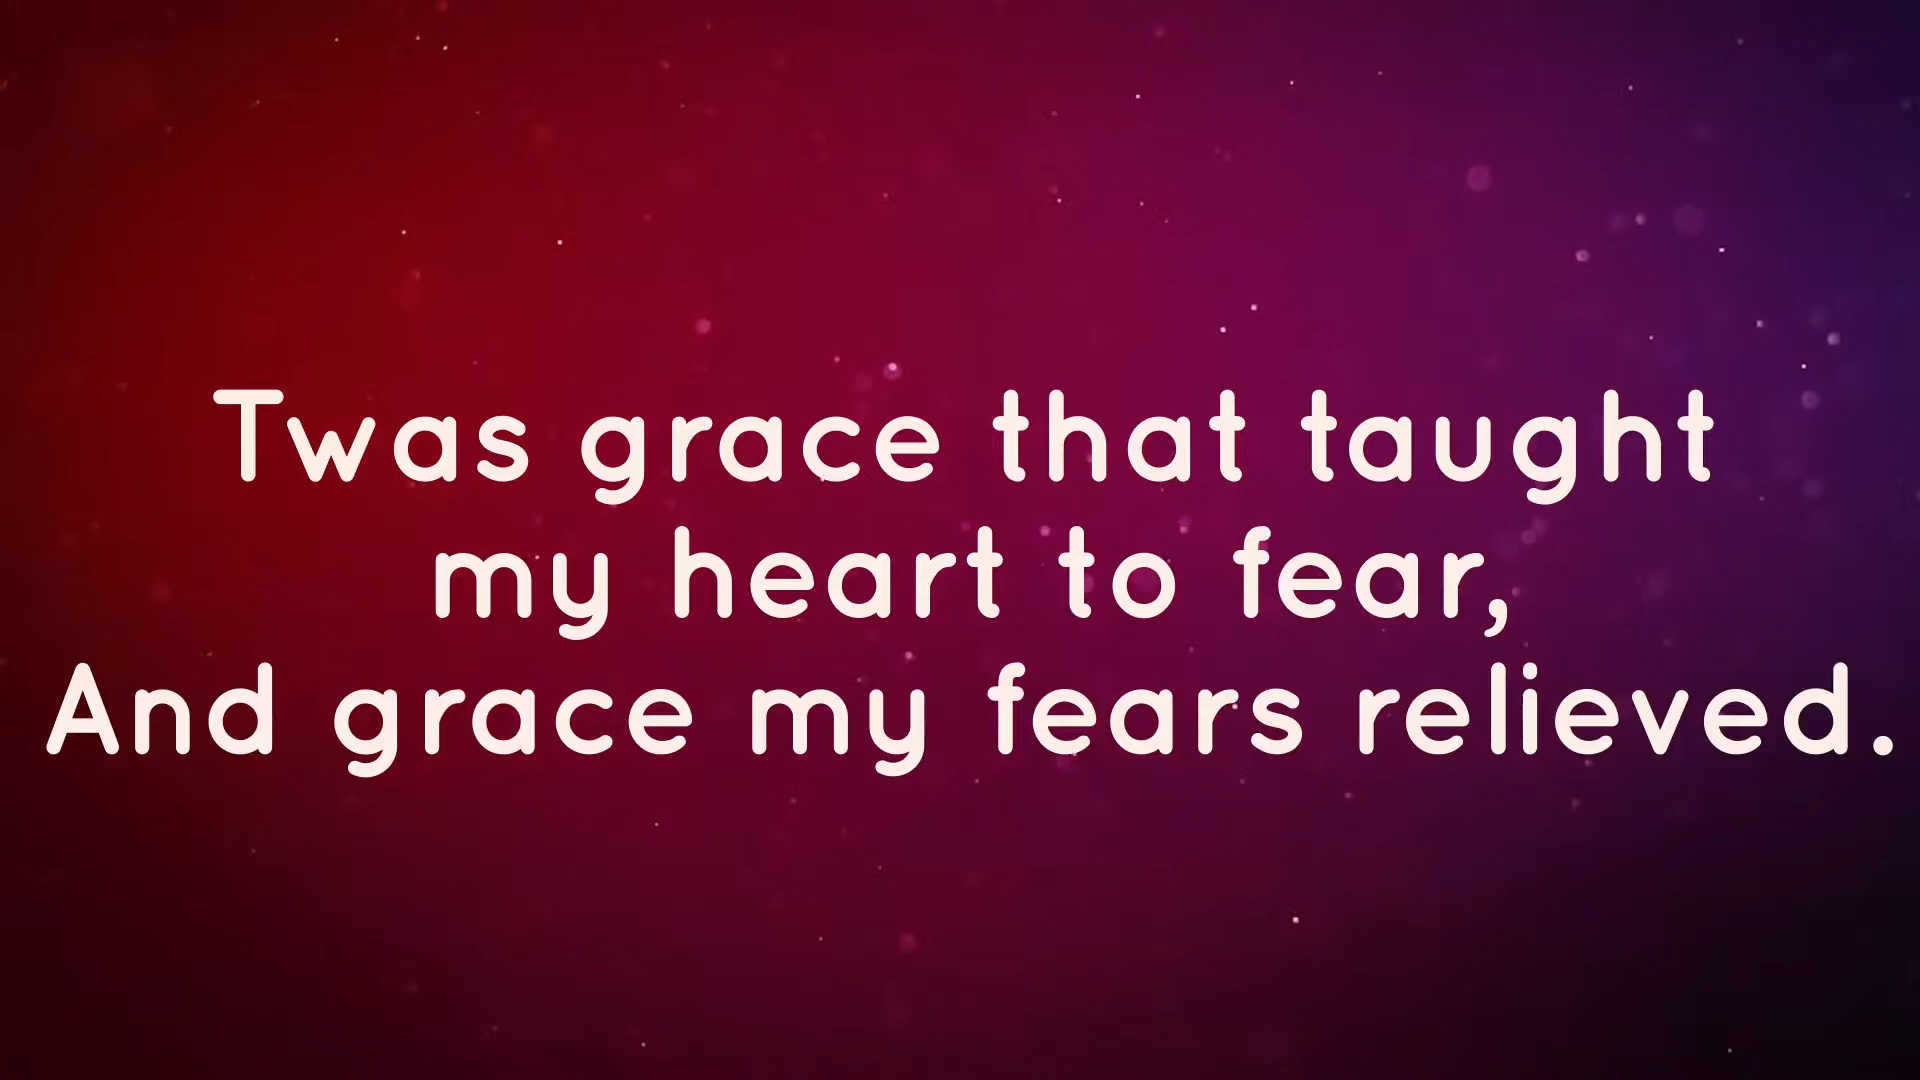 Twas grace that taught
my heart to fear,
And grace my fears relieved.